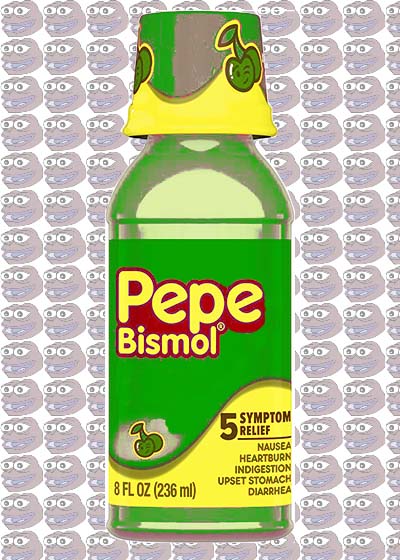 Pepe
Bismol®
5 SYMPTOM
RELIEF
NAUSEA
HEARTBURN
INDIGESTION
UPSET STOMACH
DIARRHEA
8 FL OZ (236 ml)